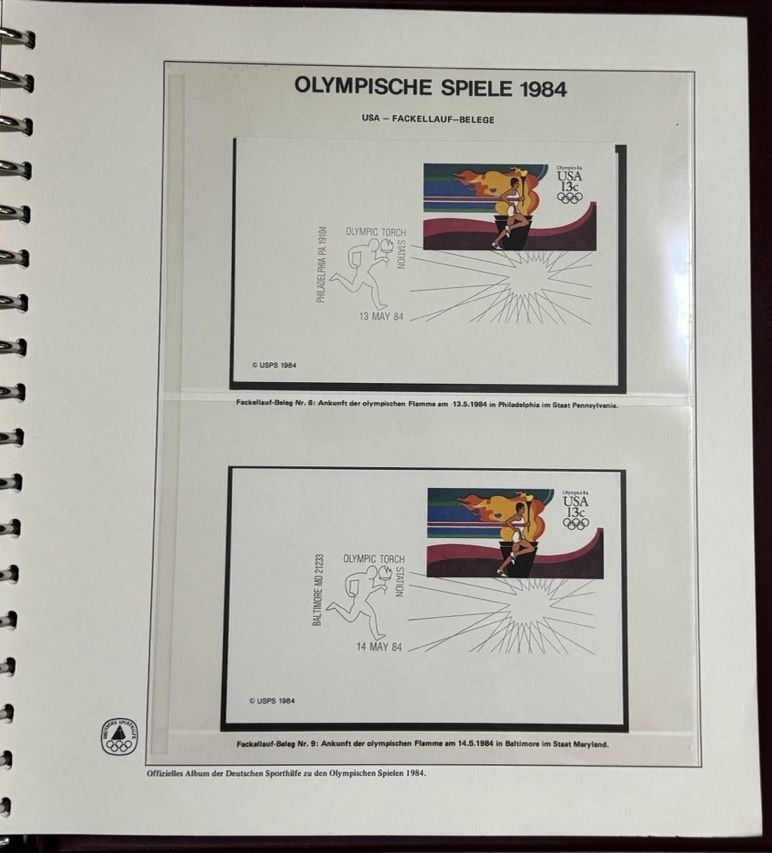 OLYMPISCHE SPIELE 1984
USA – FACKELLAUF–BELEGE
Olympics 84
USA
13c
PHILADELPHIA PA 19104
OLYMPIC TORCH
STATION
13 MAY 84
© USPS 1984
Fackellauf-Beleg Nr. 8: Ankunft der olympischen Flamme am 13.5.1984 in Philadelphia im Staat Pennsylvania.
Olympics 84
USA
13c
BALTIMORE MD 21233
OLYMPIC TORCH
STATION
14 MAY 84
© USPS 1984
Fackellauf-Beleg Nr. 9: Ankunft der olympischen Flamme am 14.5.1984 in Baltimore im Staat Maryland.
DEUTSCHE SPORTHILFE
Offizielles Album der Deutschen Sporthilfe zu den Olympischen Spielen 1984.